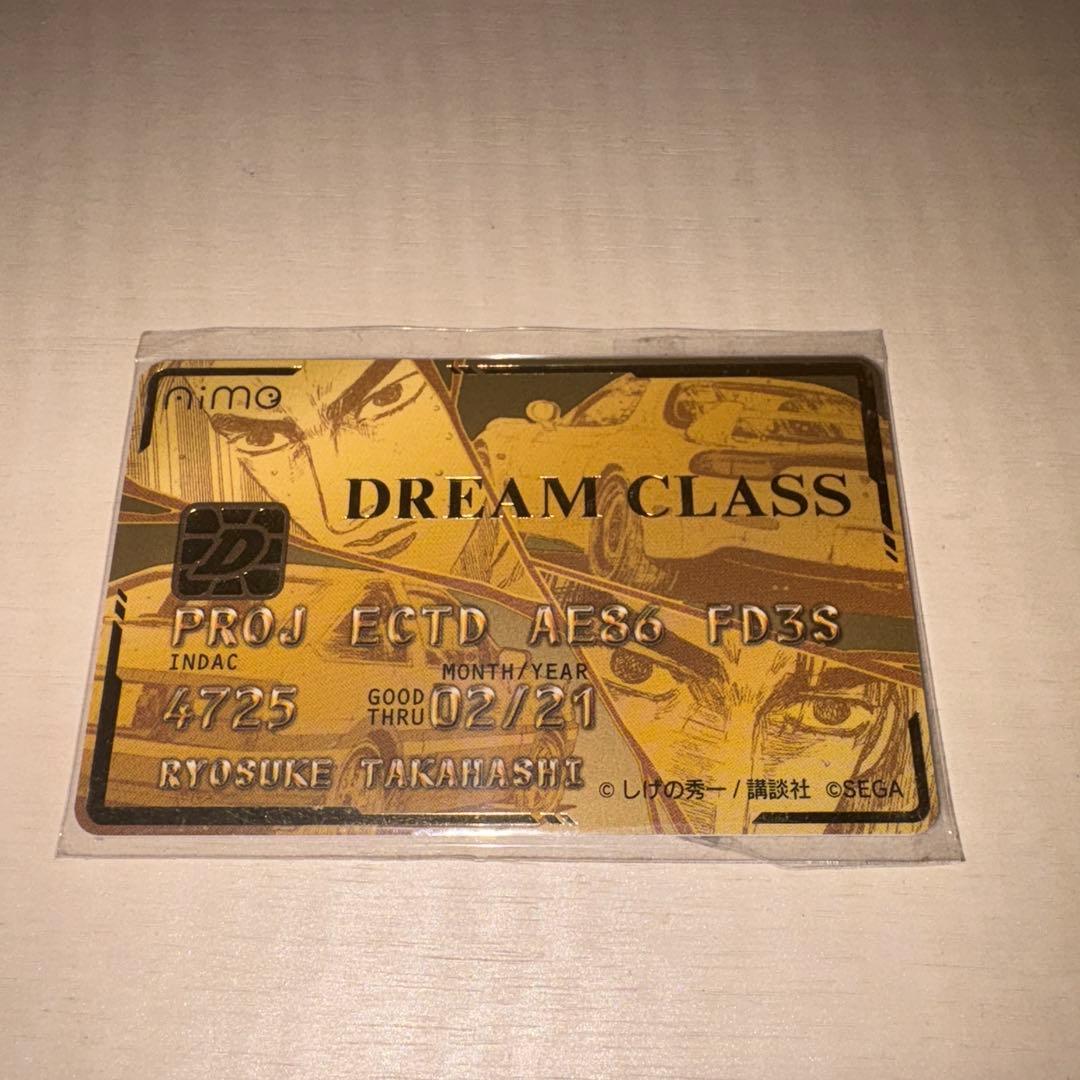 nimo
DREAM CLASS
D
PROJ ECTD AE86 FD3S
INDAC
MONTH/YEAR
4725 GOOD THRU 02/21
RYOSUKE TAKAHASHI
© しげの秀一 / 講談社 ©SEGA